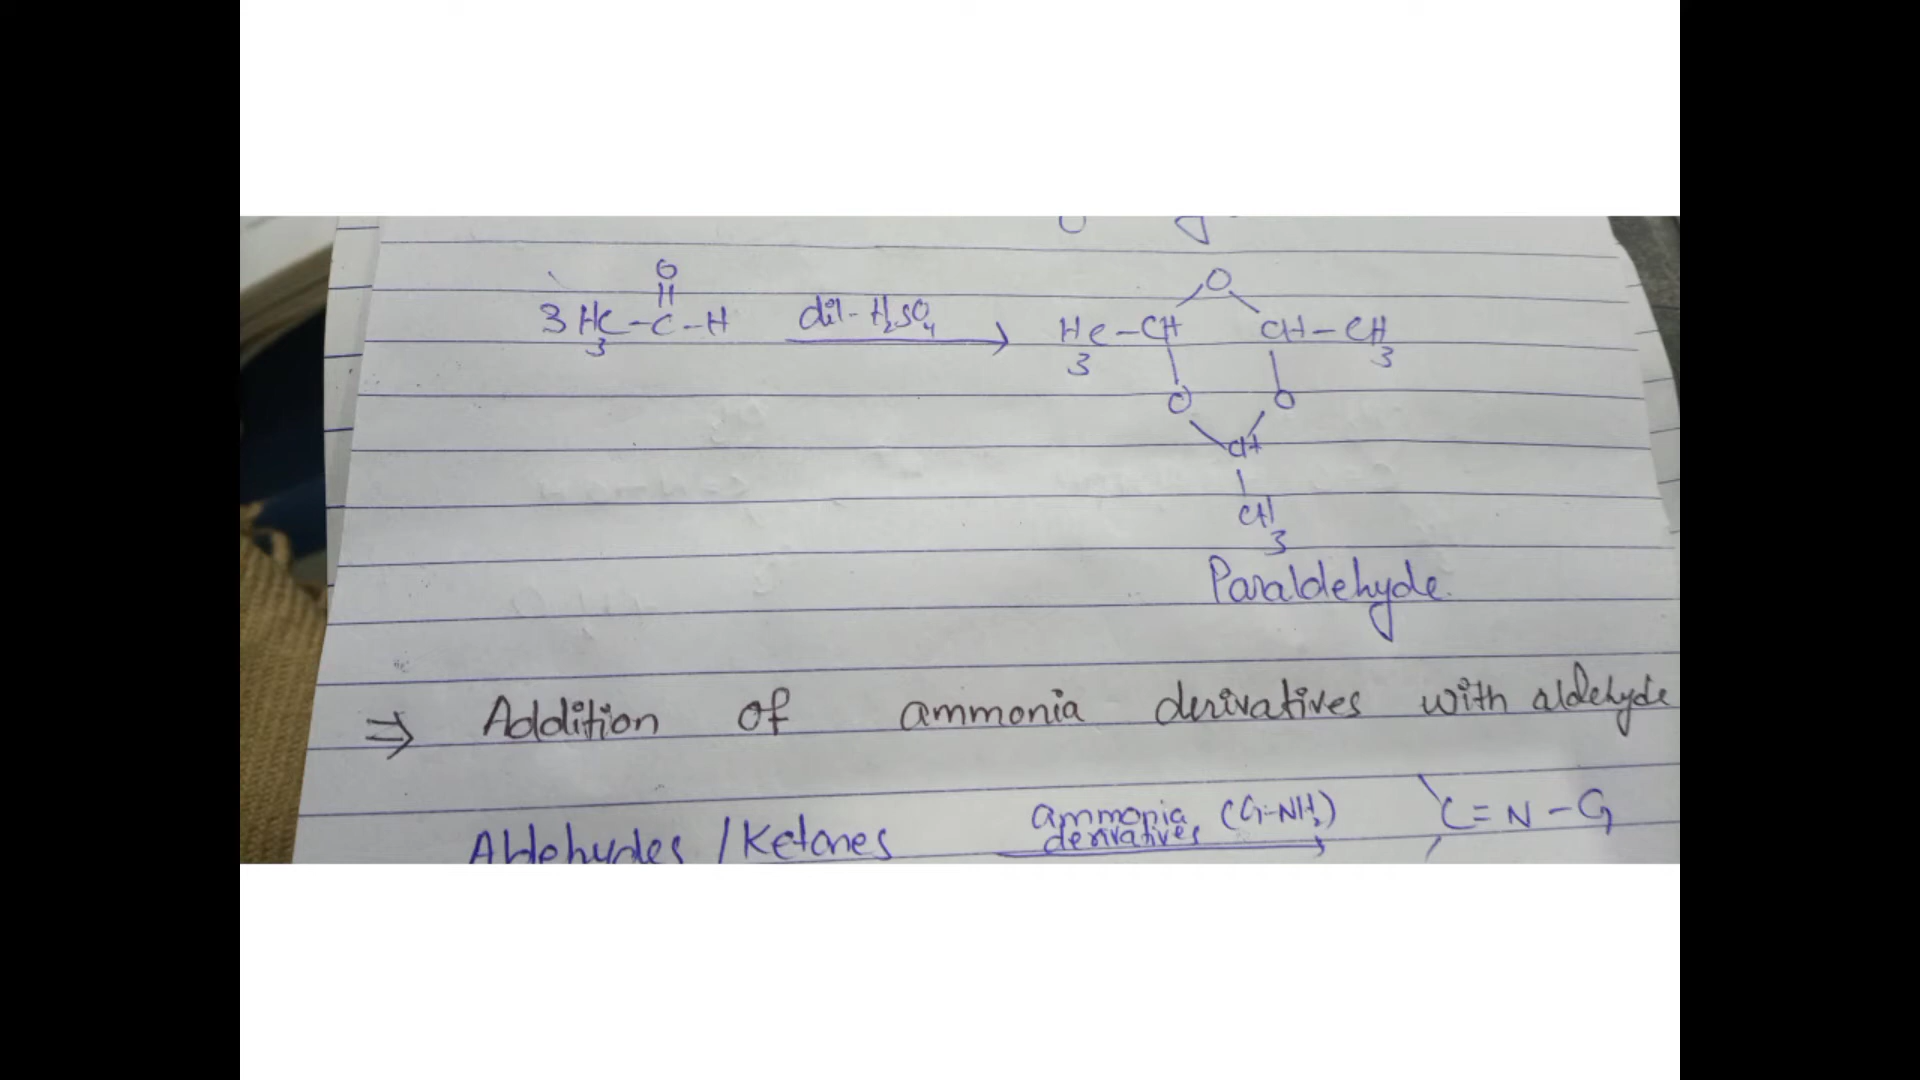 O
3 H3C-C-H dil- H2SO4 → O
H3C-CH CH-CH3
O O
CH
CH3
Paraldehyde
⇒ Addition of ammonia derivatives with aldehyde
Aldehydes / Ketones ammonia derivatives (G-NH2) → C=N-G